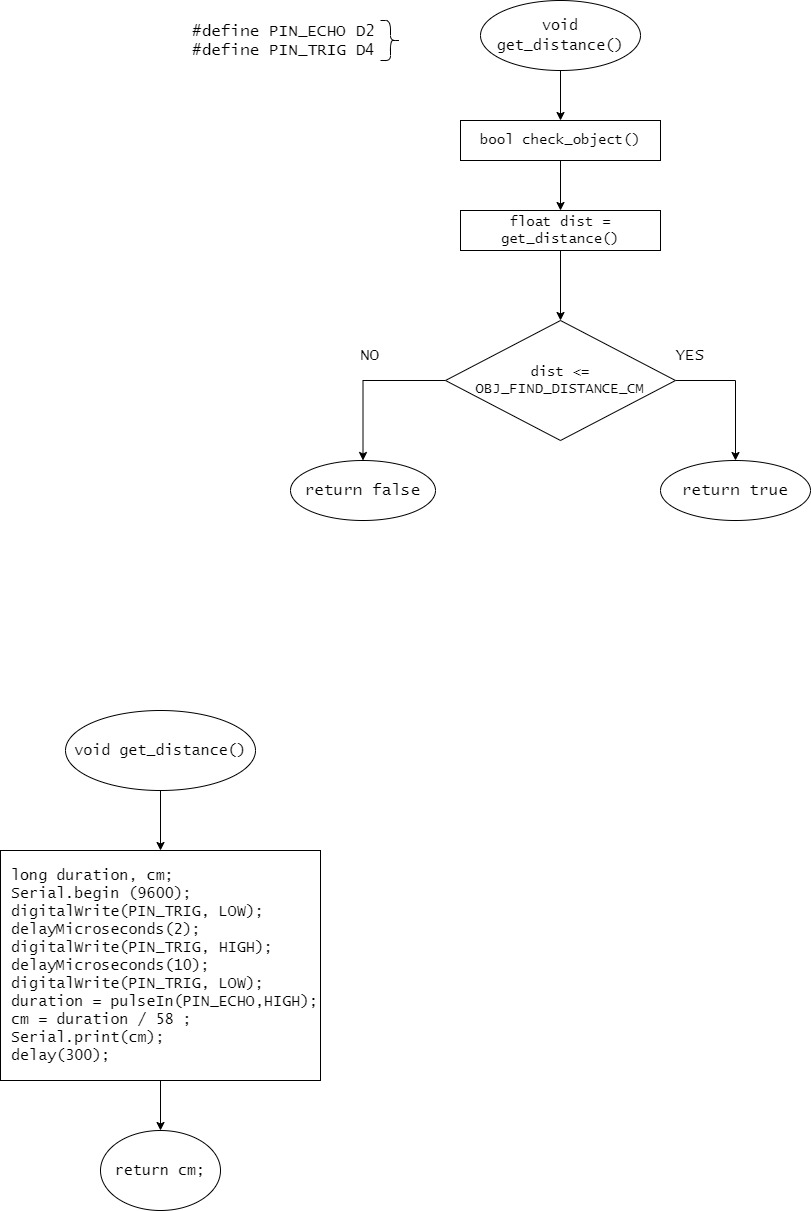 #define PIN_ECHO D2
#define PIN_TRIG D4
void
get_distance()
bool check_object()
float dist =
get_distance()
dist <=
OBJ_FIND_DISTANCE_CM
NO
YES
return false
return true
void get_distance()
long duration, cm;
Serial.begin (9600);
digitalWrite(PIN_TRIG, LOW);
delayMicroseconds(2);
digitalWrite(PIN_TRIG, HIGH);
delayMicroseconds(10);
digitalWrite(PIN_TRIG, LOW);
duration = pulseIn(PIN_ECHO,HIGH);
cm = duration / 58 ;
Serial.print(cm);
delay(300);
return cm;